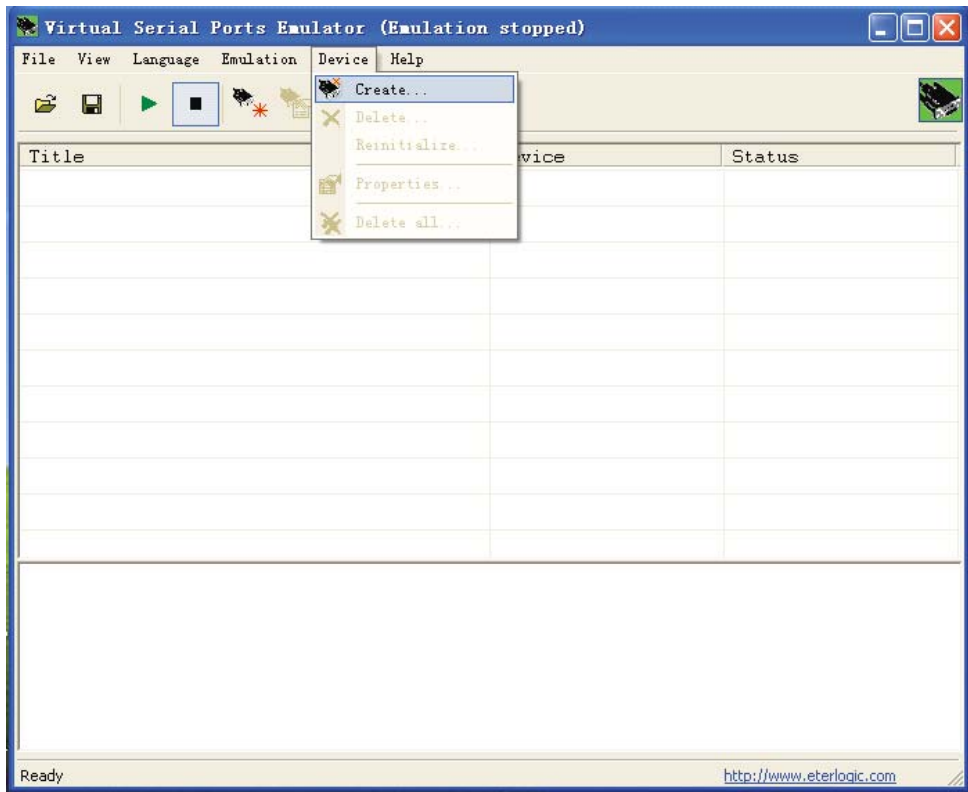 Virtual Serial Ports Emulator (Emulation stopped)
File View Language Emulation Device Help
Create...
Delete...
Reinitialize...
Properties...
Delete all...
Title vice Status
Ready http://www.eterlogic.com